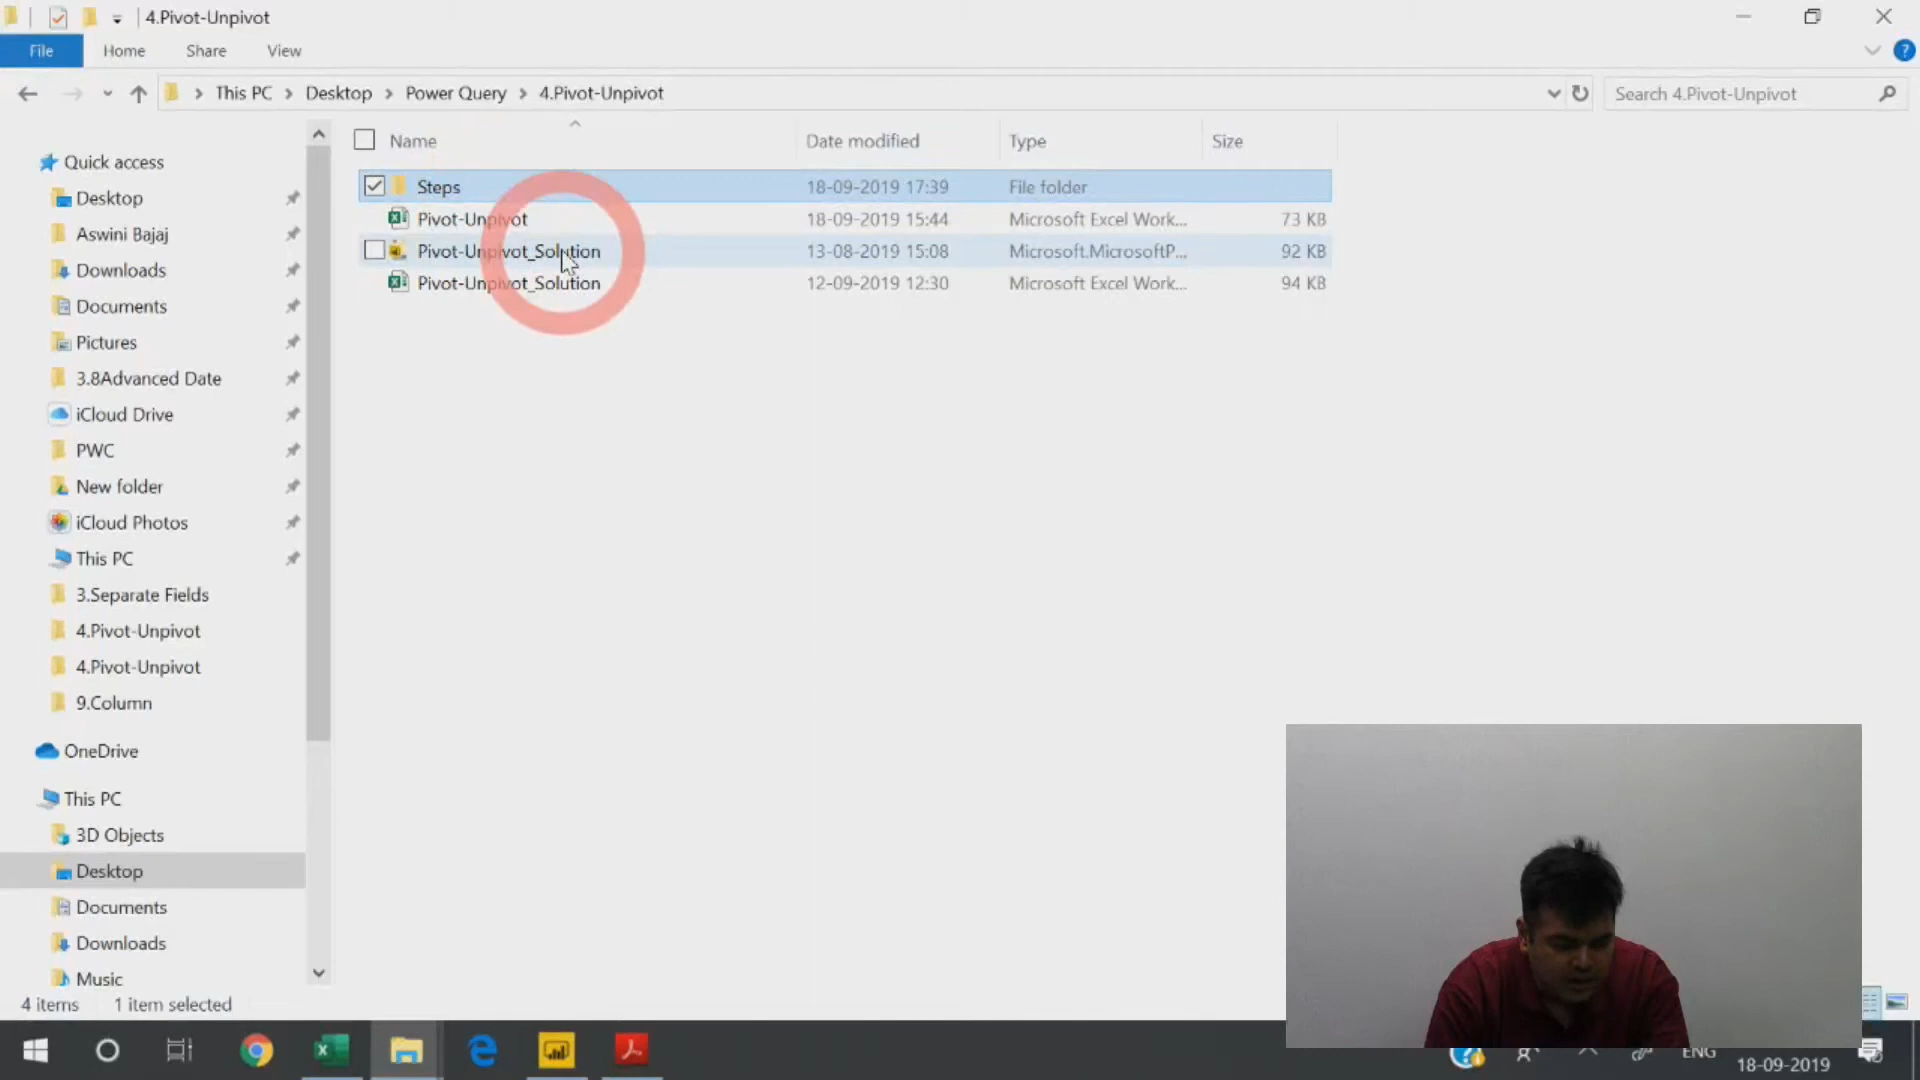 4.Pivot-Unpivot
File Home Share View
This PC Desktop Power Query 4.Pivot-Unpivot Search 4.Pivot-Unpivot
Name Date modified Type Size
Steps 18-09-2019 17:39 File folder
Pivot-Unpivot 18-09-2019 15:44 Microsoft Excel Work... 73 KB
Pivot-Unpivot_Solution 13-08-2019 15:08 Microsoft.MicrosoftP... 92 KB
Pivot-Unpivot_Solution 12-09-2019 12:30 Microsoft Excel Work... 94 KB
Quick access
Desktop
Aswini Bajaj
Downloads
Documents
Pictures
3.8Advanced Date
iCloud Drive
PWC
New folder
iCloud Photos
This PC
3.Separate Fields
4.Pivot-Unpivot
4.Pivot-Unpivot
9.Column
OneDrive
This PC
3D Objects
Desktop
Documents
Downloads
Music
4 items 1 item selected
ENG
18-09-2019